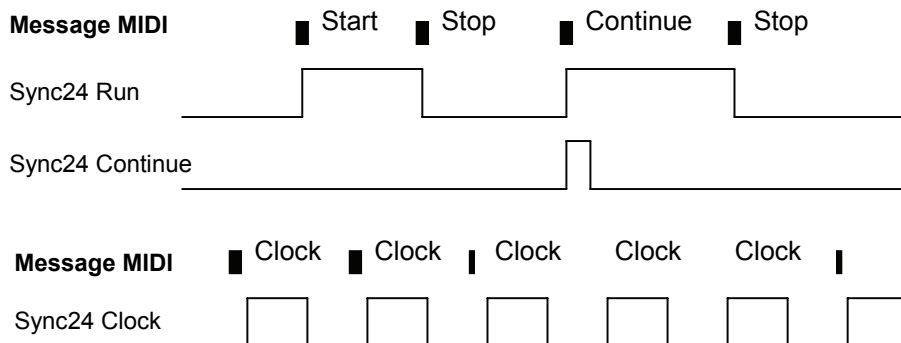 Message MIDI Start Stop Continue Stop
Sync24 Run
Sync24 Continue
Message MIDI Clock Clock Clock Clock Clock
Sync24 Clock